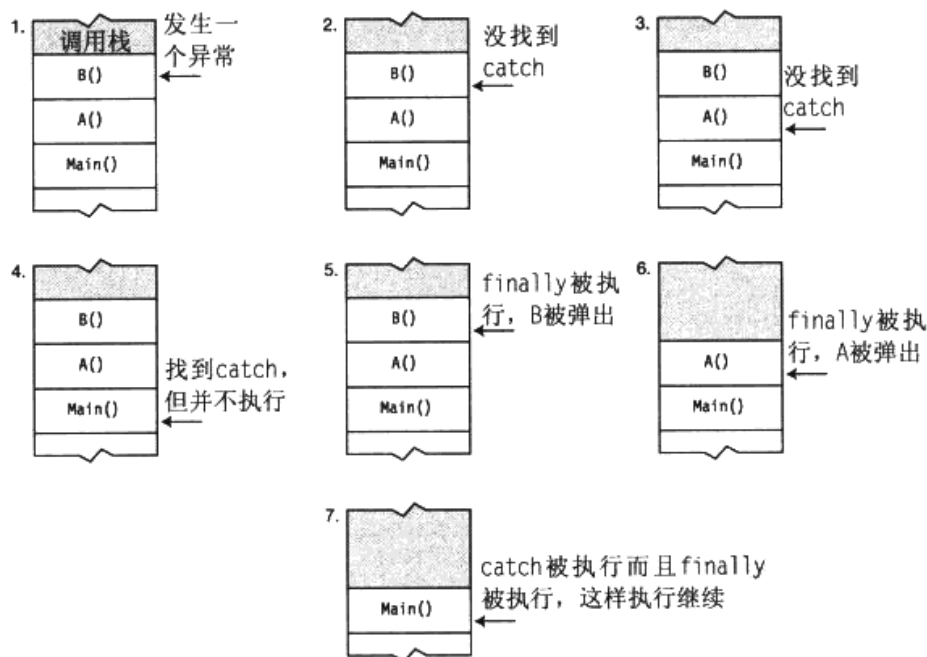 1.
调用栈
B()
A()
Main()
发生一
个异常
2.
B()
A()
Main()
没找到
catch
3.
B()
A()
Main()
没找到
catch
4.
B()
A()
Main()
找到catch，
但并不执行
5.
B()
A()
Main()
finally被执
行，B被弹出
6.
A()
Main()
finally被执
行，A被弹出
7.
Main()
catch被执行而且finally
被执行，这样执行继续